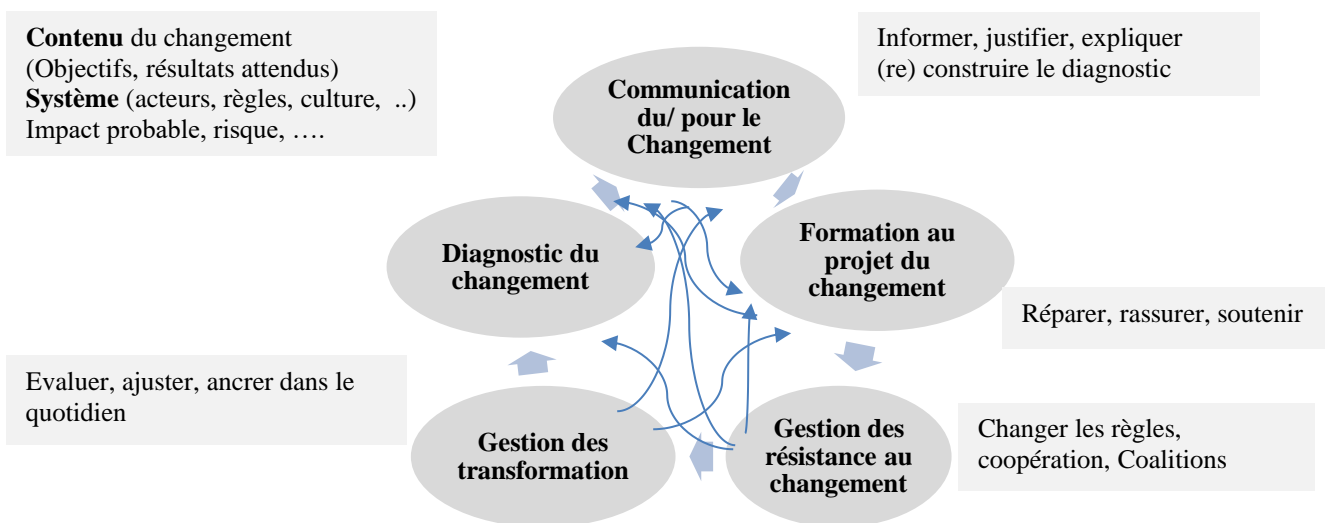 Contenu du changement
(Objectifs, résultats attendus)
Système (acteurs, règles, culture, ..)
Impact probable, risque, ….
Informer, justifier, expliquer
(re) construire le diagnostic
Communication
du/ pour le
Changement
Diagnostic du
changement
Formation au
projet du
changement
Réparer, rassurer, soutenir
Evaluer, ajuster, ancrer dans le
quotidien
Gestion des
transformation
Gestion des
résistance au
changement
Changer les règles,
coopération, Coalitions